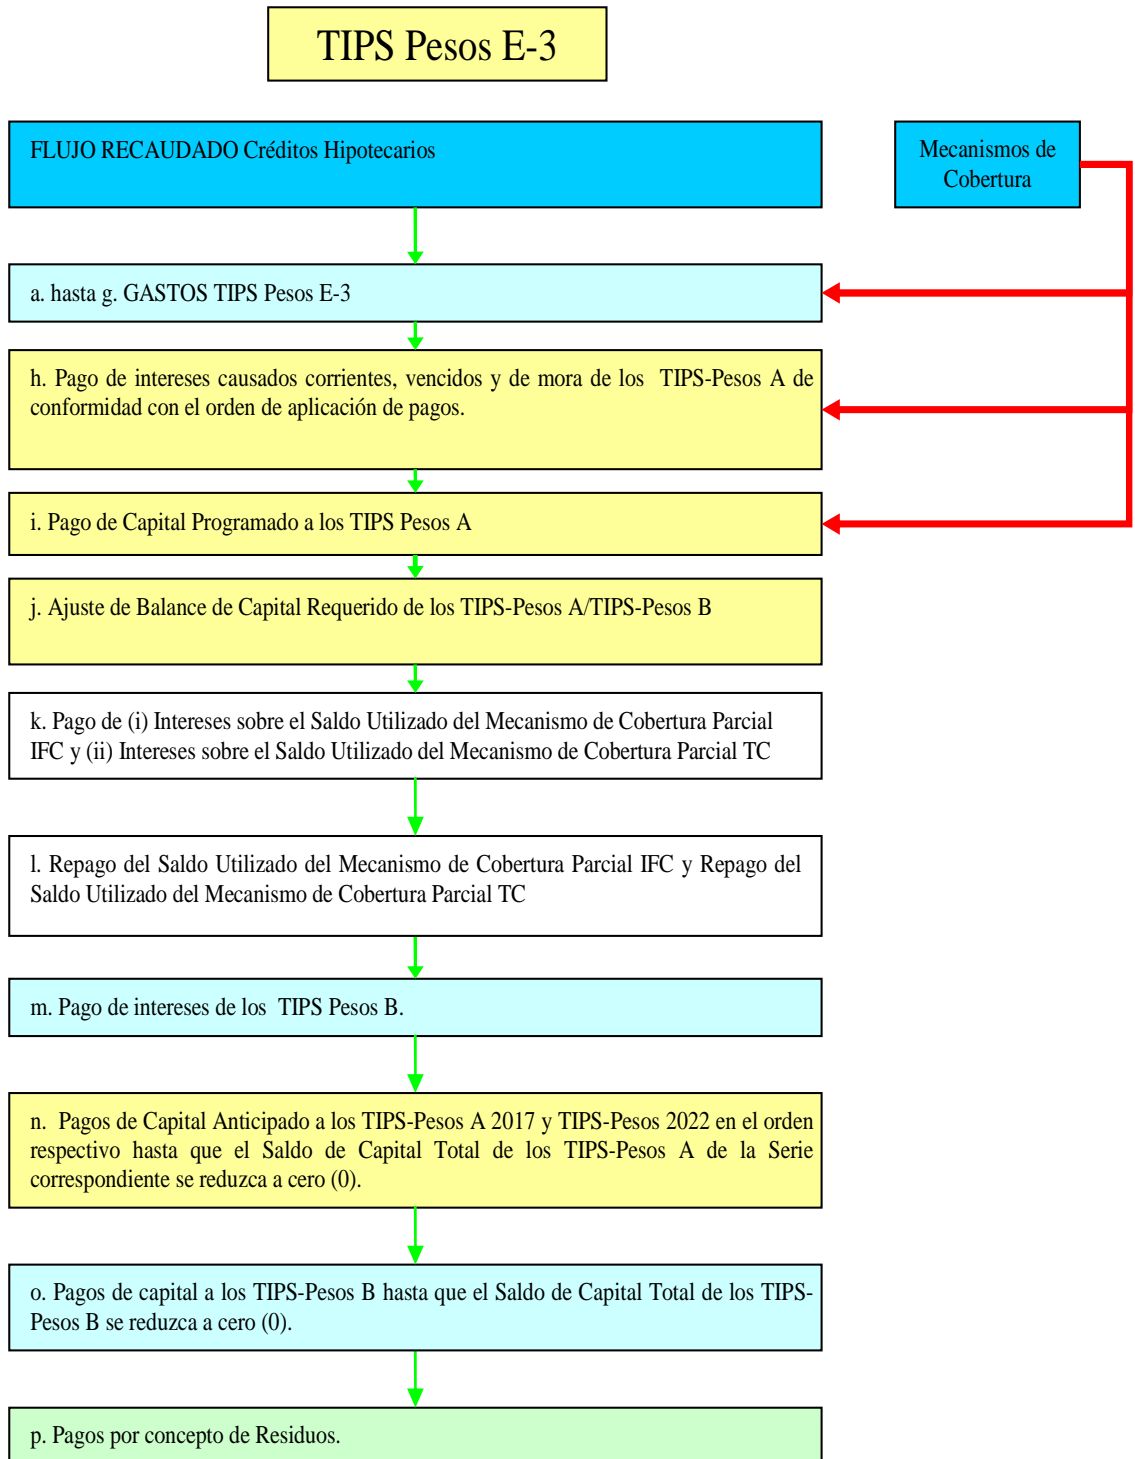 TIPS Pesos E-3
FLUJO RECAUDADO Créditos Hipotecarios
Mecanismos de
Cobertura
a. hasta g. GASTOS TIPS Pesos E-3
h. Pago de intereses causados corrientes, vencidos y de mora de los TIPS-Pesos A de
conformidad con el orden de aplicación de pagos.
i. Pago de Capital Programado a los TIPS Pesos A
j. Ajuste de Balance de Capital Requerido de los TIPS-Pesos A/TIPS-Pesos B
k. Pago de (i) Intereses sobre el Saldo Utilizado del Mecanismo de Cobertura Parcial
IFC y (ii) Intereses sobre el Saldo Utilizado del Mecanismo de Cobertura Parcial TC
l. Repago del Saldo Utilizado del Mecanismo de Cobertura Parcial IFC y Repago del
Saldo Utilizado del Mecanismo de Cobertura Parcial TC
m. Pago de intereses de los TIPS Pesos B.
n. Pagos de Capital Anticipado a los TIPS-Pesos A 2017 y TIPS-Pesos 2022 en el orden
respectivo hasta que el Saldo de Capital Total de los TIPS-Pesos A de la Serie
correspondiente se reduzca a cero (0).
o. Pagos de capital a los TIPS-Pesos B hasta que el Saldo de Capital Total de los TIPS-
Pesos B se reduzca a cero (0).
p. Pagos por concepto de Residuos.